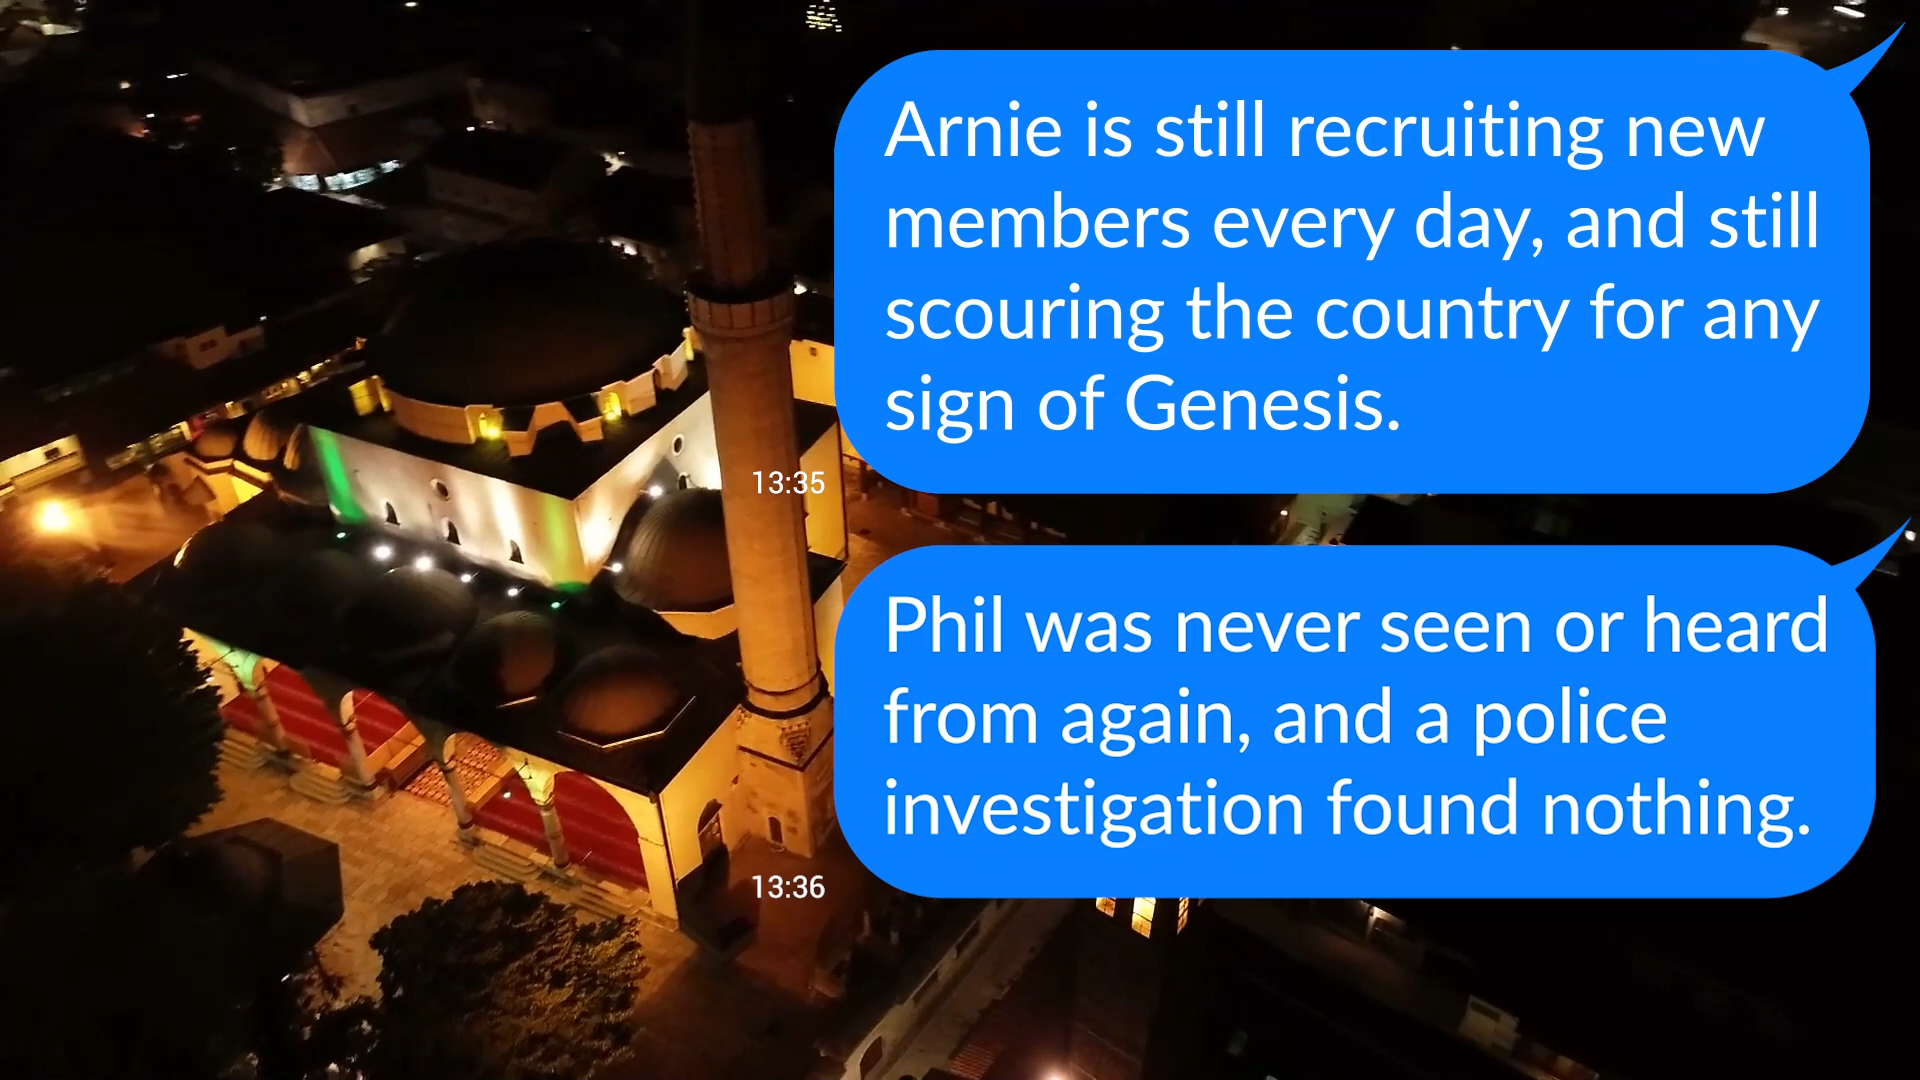 Arnie is still recruiting new
members every day, and still
scouring the country for any
sign of Genesis.
13:35
Phil was never seen or heard
from again, and a police
investigation found nothing.
13:36